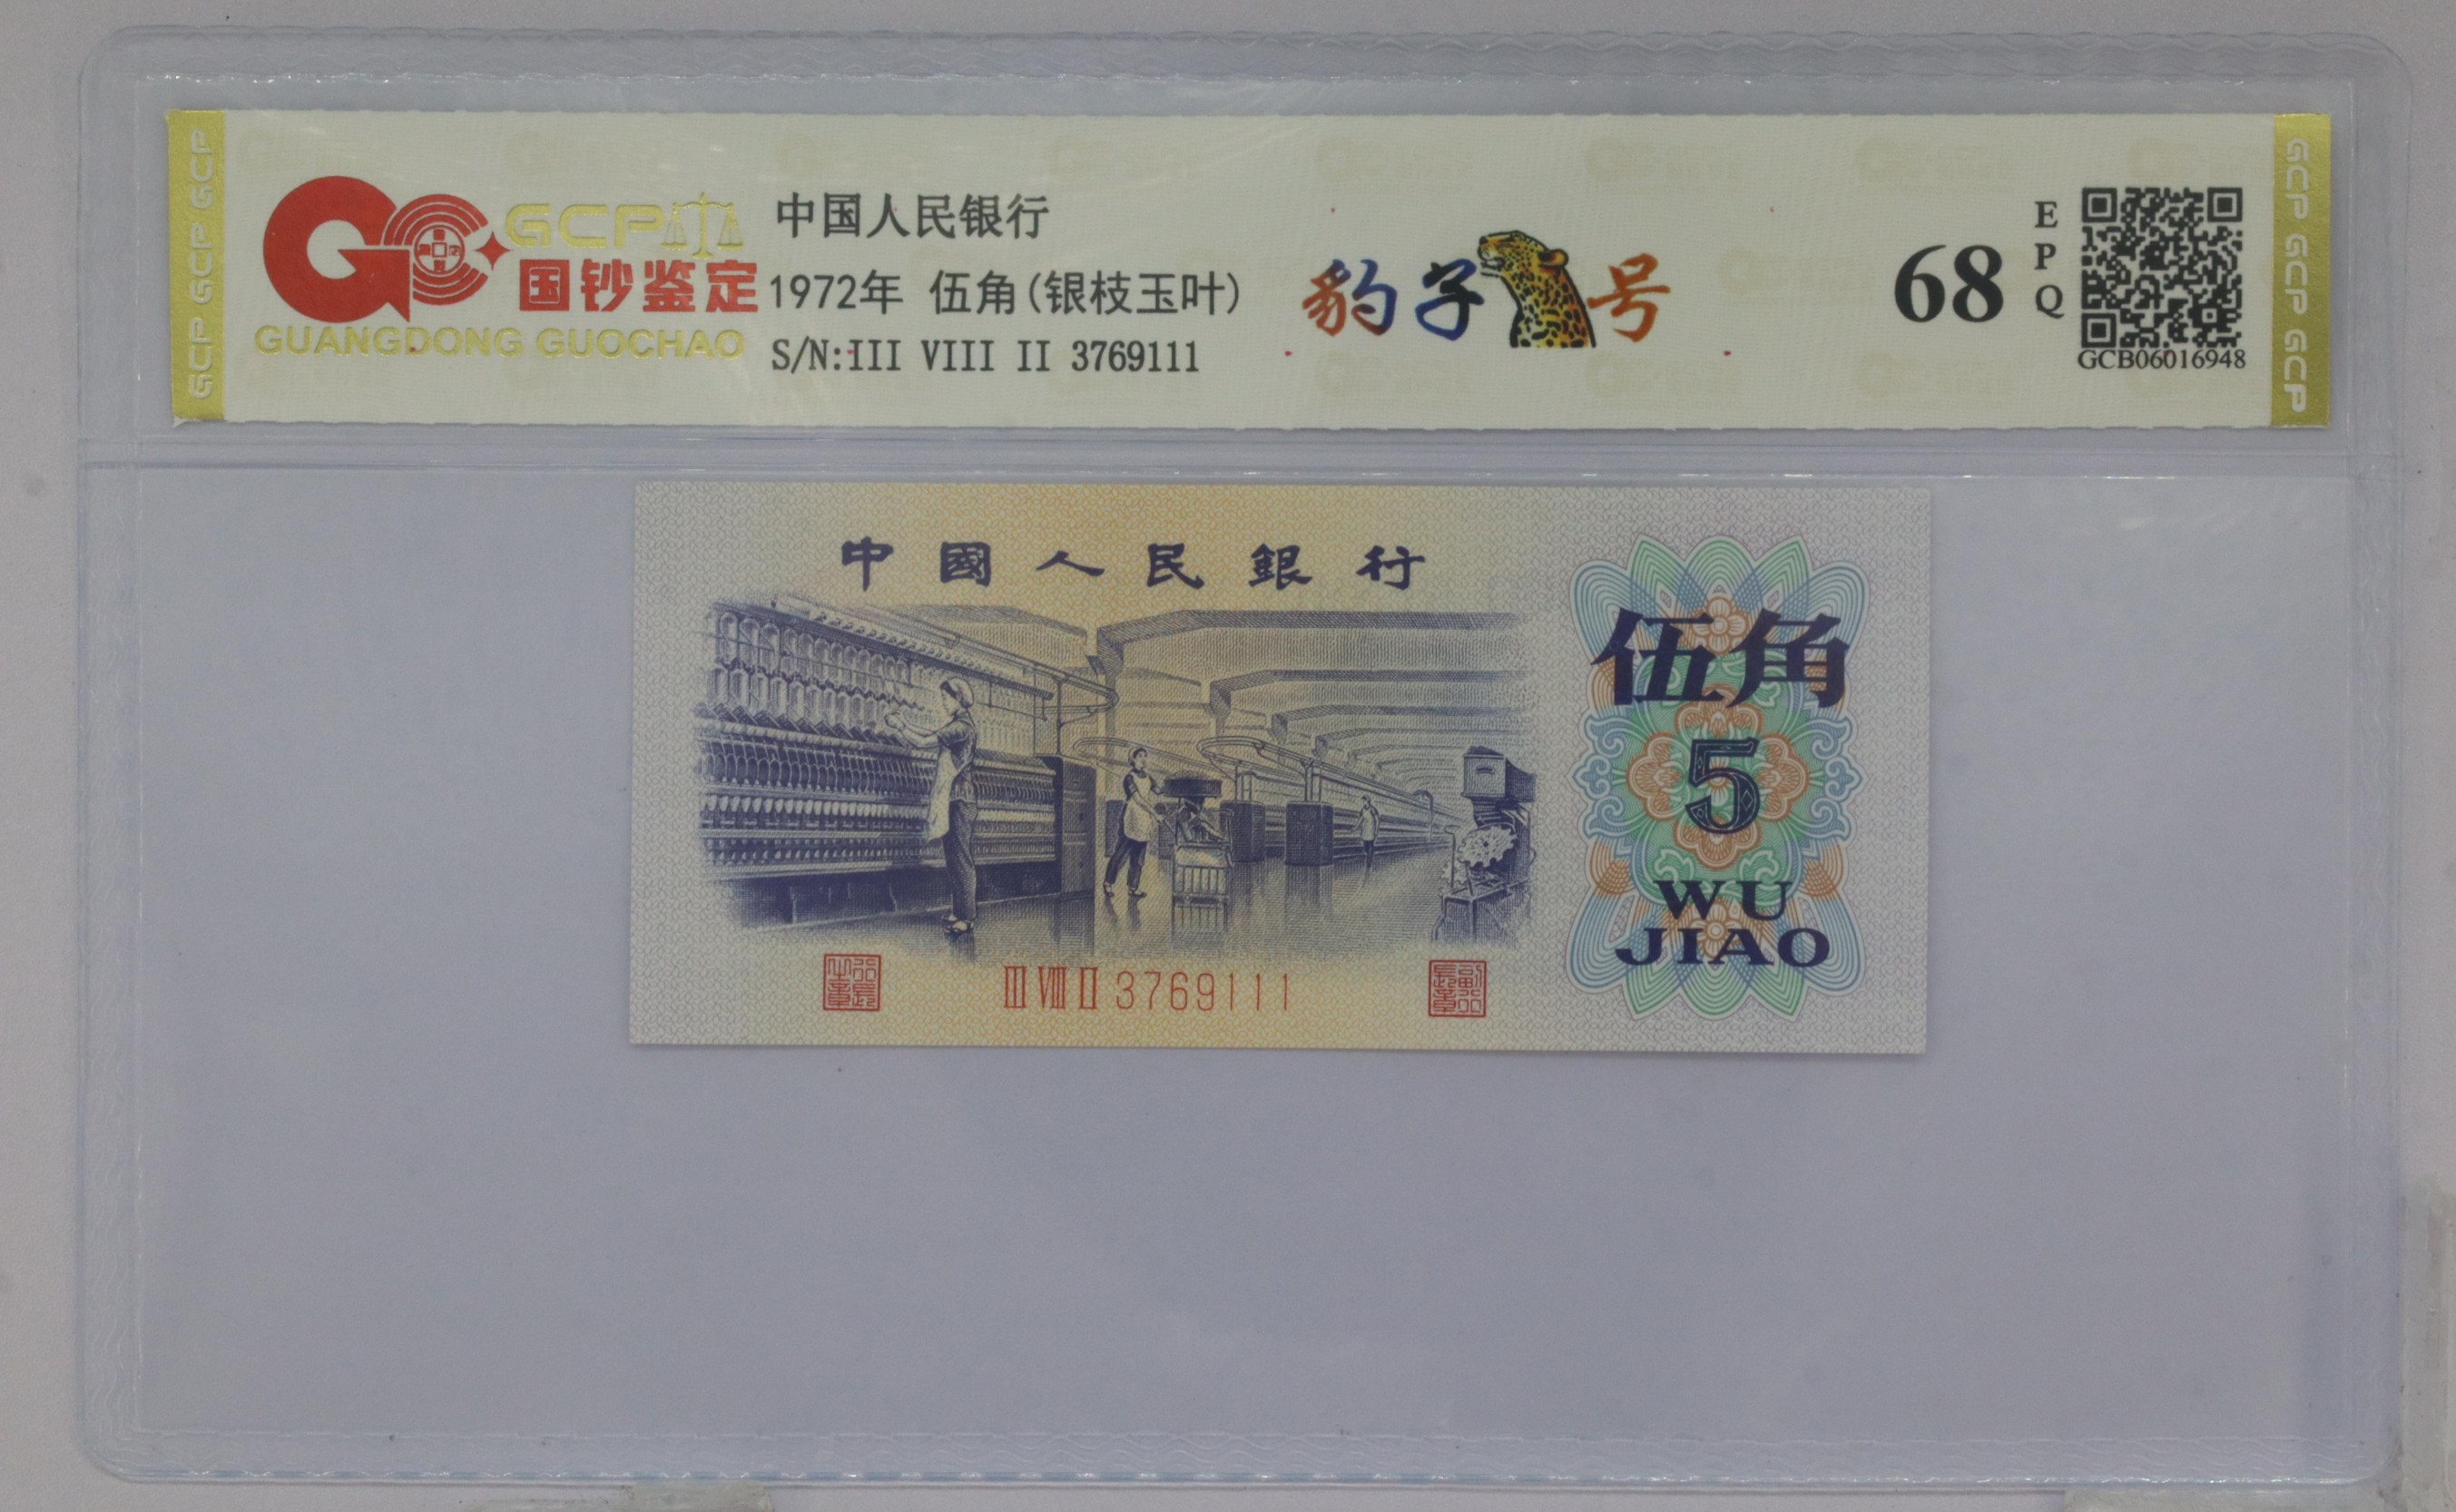 GCP
国钞鉴定
GUANGDONG GUOCHAO
中国人民银行
1972年 伍角(银枝玉叶)
S/N:III VIII II 3769111
豹子号
68
EPQ
GCB06016948
GCP GCP GCP
GCP GCP GCP
中國人民銀行
伍角
5
WU
JIAO
III VIII II 3769111